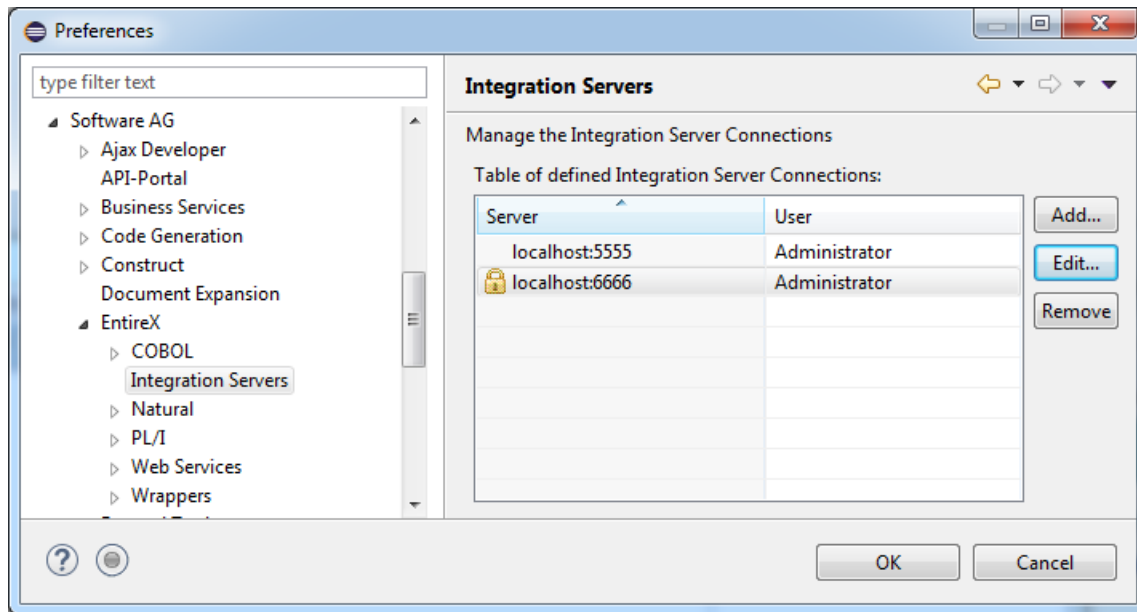 Preferences
type filter text
Software AG
Ajax Developer
API-Portal
Business Services
Code Generation
Construct
Document Expansion
EntireX
COBOL
Integration Servers
Natural
PL/I
Web Services
Wrappers
Integration Servers
Manage the Integration Server Connections
Table of defined Integration Server Connections:
Server User
localhost:5555 Administrator
localhost:6666 Administrator
Add...
Edit...
Remove
OK Cancel